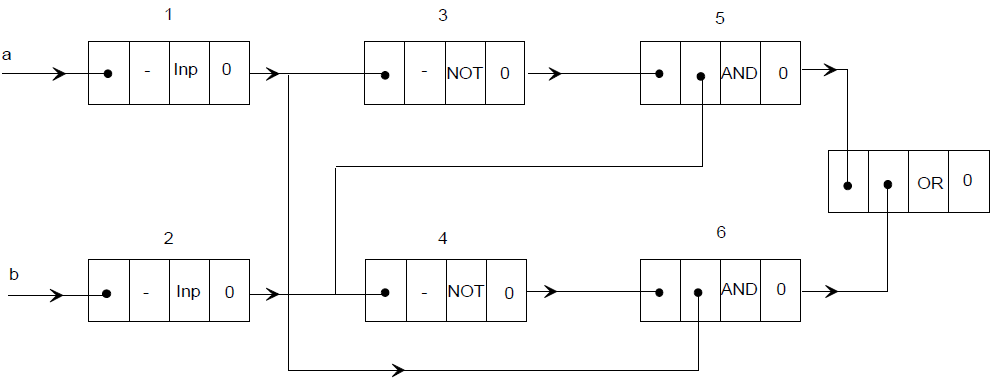 1 3 5
a
- Inp 0
- NOT 0
AND 0
OR 0
2 4 6
b
- Inp 0
- NOT 0
AND 0